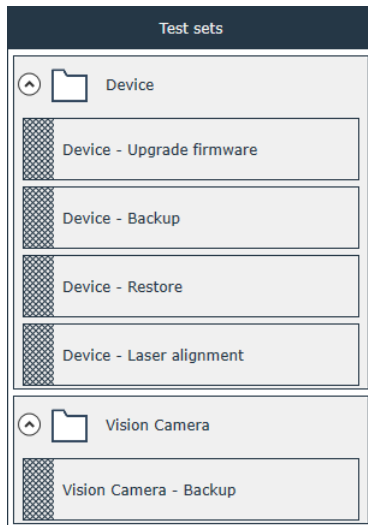 Test sets
Device
Device - Upgrade firmware
Device - Backup
Device - Restore
Device - Laser alignment
Vision Camera
Vision Camera - Backup